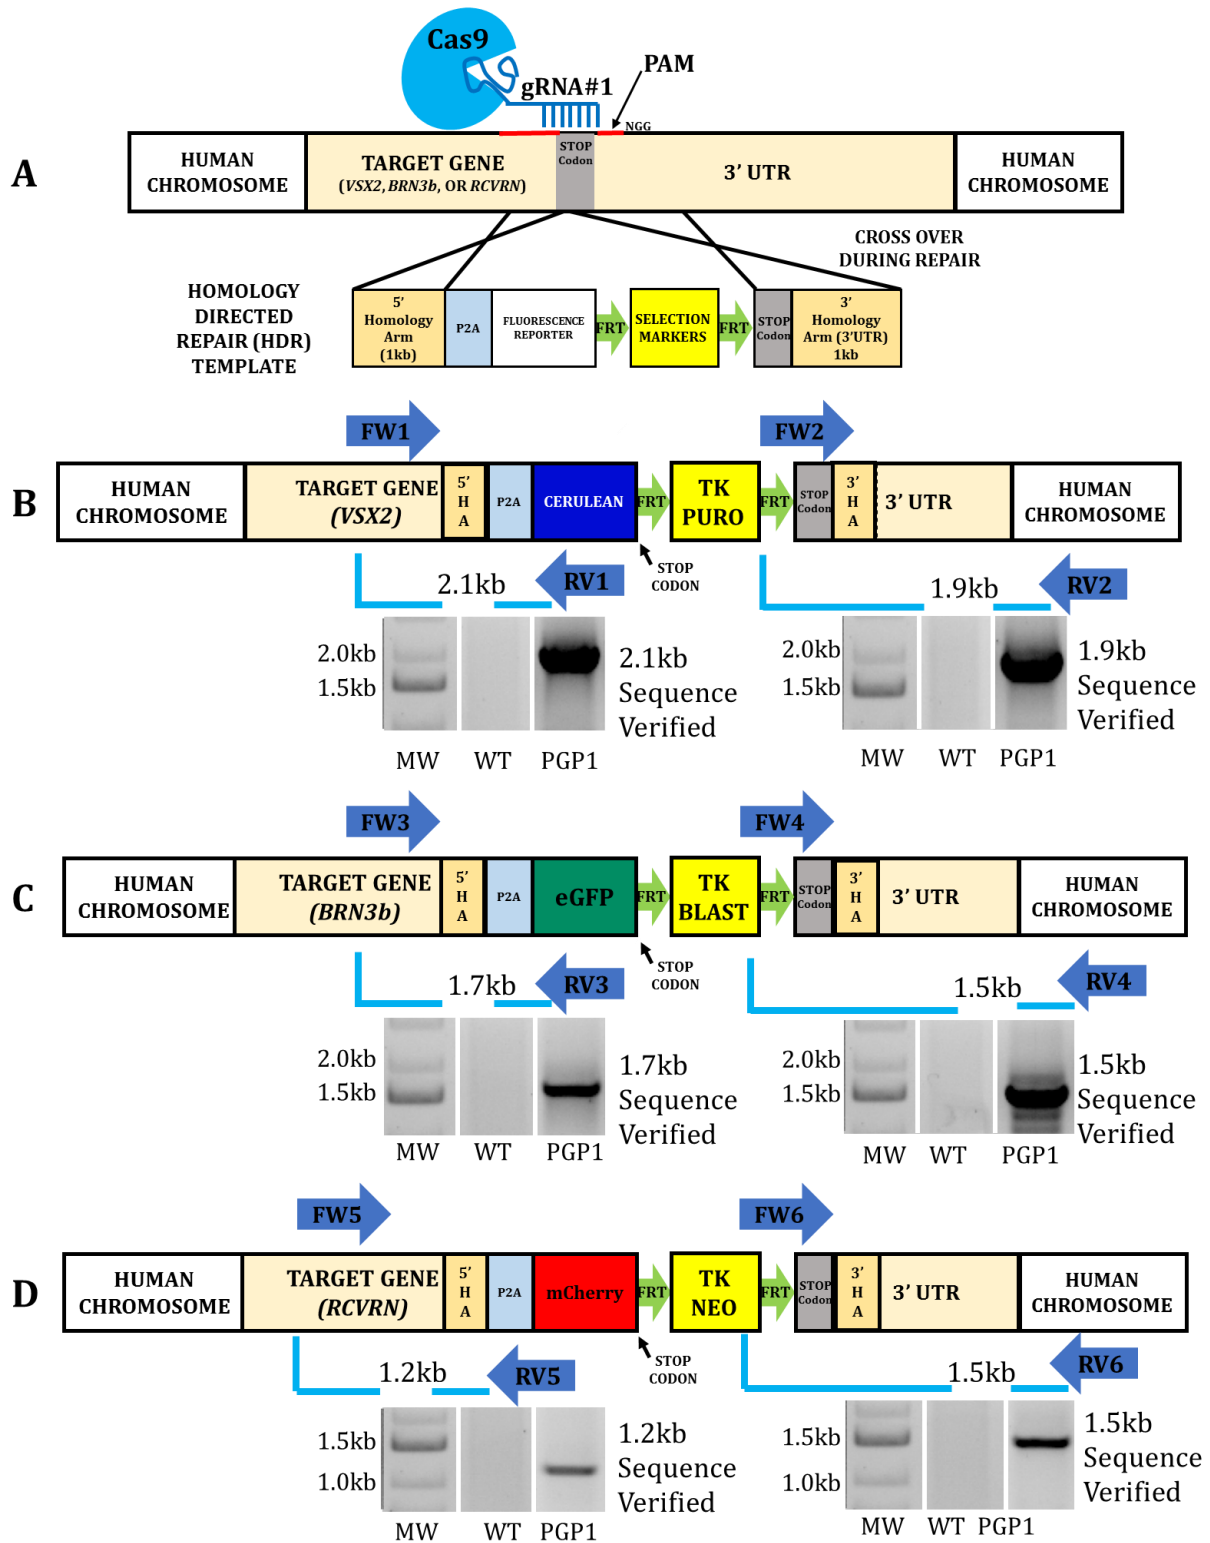 Cas9
gRNA#1
PAM
NGG
A
HUMAN
CHROMOSOME
TARGET GENE
(VSX2, BRN3b, OR RCVRN)
STOP
Codon
3' UTR
HUMAN
CHROMOSOME
CROSS OVER
DURING REPAIR
HOMOLOGY
DIRECTED
REPAIR (HDR)
TEMPLATE
5'
Homology
Arm
(1kb)
P2A
FLUORESCENCE
REPORTER
FRT
SELECTION
MARKERS
FRT
STOP
Codon
3'
Homology
Arm (3'UTR)
1kb
FW1
FW2
B
HUMAN
CHROMOSOME
TARGET GENE
(VSX2)
5'
H
A
P2A
CERULEAN
FRT
TK
PURO
FRT
STOP
Codon
3'
H
A
3' UTR
HUMAN
CHROMOSOME
STOP
CODON
2.1kb
RV1
1.9kb
RV2
2.0kb
1.5kb
2.1kb
Sequence
Verified
MW WT PGP1
2.0kb
1.5kb
1.9kb
Sequence
Verified
MW WT PGP1
FW3
FW4
C
HUMAN
CHROMOSOME
TARGET GENE
(BRN3b)
5'
H
A
P2A
eGFP
FRT
TK
BLAST
FRT
STOP
Codon
3'
H
A
3' UTR
HUMAN
CHROMOSOME
STOP
CODON
1.7kb
RV3
1.5kb
RV4
2.0kb
1.5kb
1.7kb
Sequence
Verified
MW WT PGP1
2.0kb
1.5kb
1.5kb
Sequence
Verified
MW WT PGP1
FW5
FW6
D
HUMAN
CHROMOSOME
TARGET GENE
(RCVRN)
5'
H
A
P2A
mCherry
FRT
TK
NEO
FRT
STOP
Codon
3'
H
A
3' UTR
HUMAN
CHROMOSOME
STOP
CODON
1.2kb
RV5
1.5kb
RV6
1.5kb
1.0kb
1.2kb
Sequence
Verified
MW WT PGP1
1.5kb
1.0kb
1.5kb
Sequence
Verified
MW WT PGP1